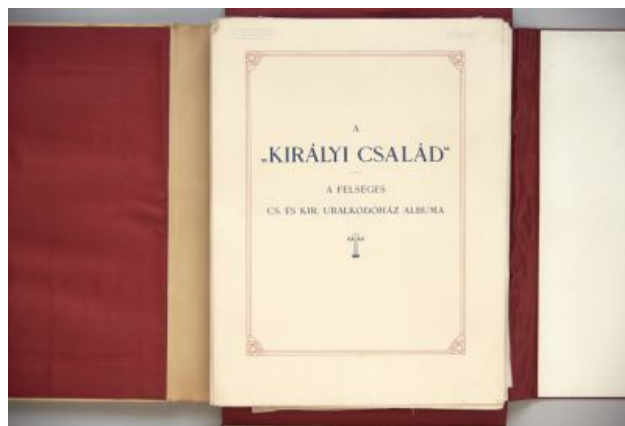 A
„KIRÁLYI CSALÁD“
A FELSÉGES
CS. ÉS KIR. URALKODÓHÁZ ALBUMA